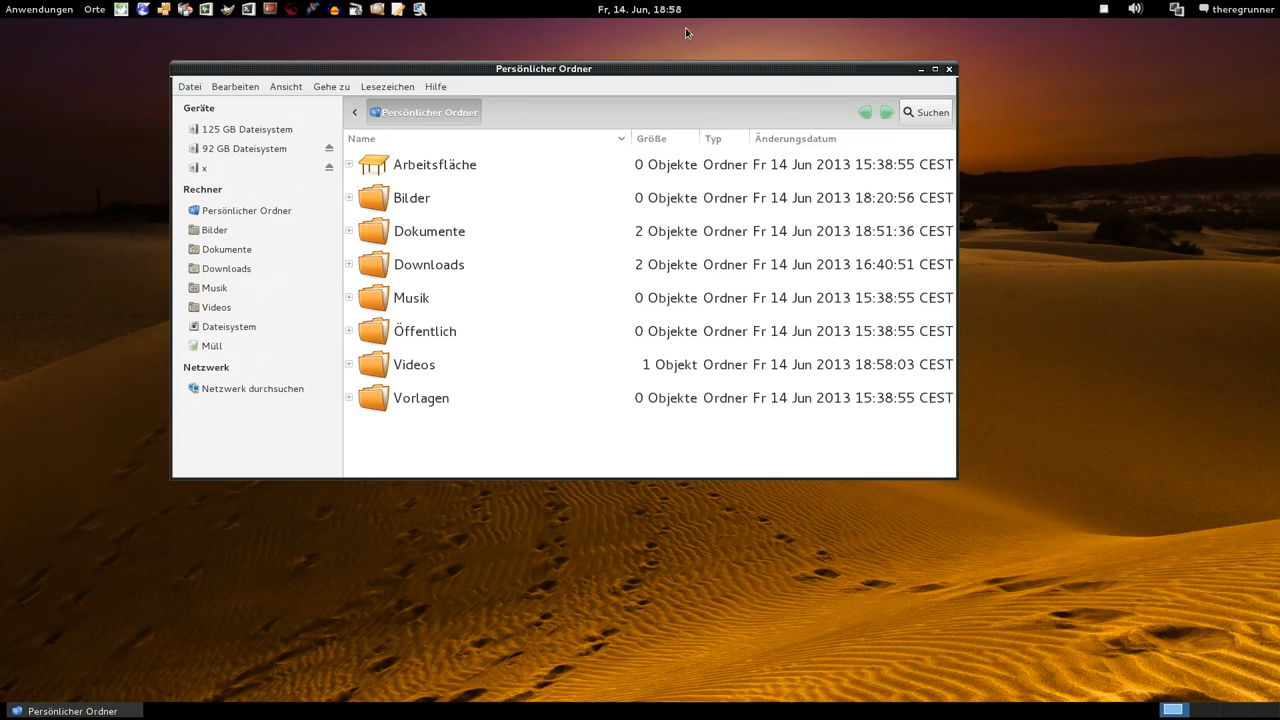 Anwendungen Orte Fr, 14. Jun, 18:58 theregrunner
Persönlicher Ordner
Datei Bearbeiten Ansicht Gehe zu Lesezeichen Hilfe
Geräte
125 GB Dateisystem
92 GB Dateisystem
x
Rechner
Persönlicher Ordner
Bilder
Dokumente
Downloads
Musik
Videos
Dateisystem
Müll
Netzwerk
Netzwerk durchsuchen
Persönlicher Ordner Suchen
Name Größe Typ Änderungsdatum
Arbeitsfläche 0 Objekte Ordner Fr 14 Jun 2013 15:38:55 CEST
Bilder 0 Objekte Ordner Fr 14 Jun 2013 18:20:56 CEST
Dokumente 2 Objekte Ordner Fr 14 Jun 2013 18:51:36 CEST
Downloads 2 Objekte Ordner Fr 14 Jun 2013 16:40:51 CEST
Musik 0 Objekte Ordner Fr 14 Jun 2013 15:38:55 CEST
Öffentlich 0 Objekte Ordner Fr 14 Jun 2013 15:38:55 CEST
Videos 1 Objekt Ordner Fr 14 Jun 2013 18:58:03 CEST
Vorlagen 0 Objekte Ordner Fr 14 Jun 2013 15:38:55 CEST
Persönlicher Ordner